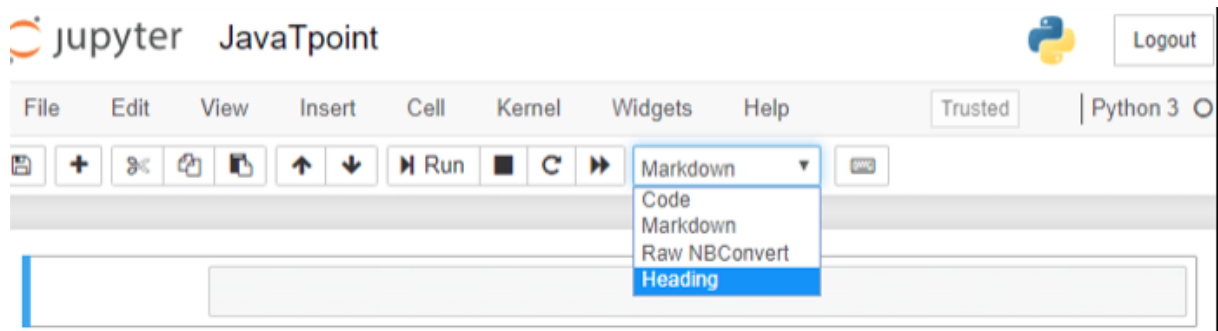 jupyter JavaTpoint Logout
File Edit View Insert Cell Kernel Widgets Help Trusted Python 3
Run Markdown
Code
Markdown
Raw NBConvert
Heading